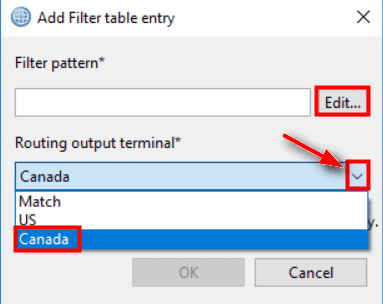 Add Filter table entry
Filter pattern*
Edit...
Routing output terminal*
Canada
Match
US
Canada
y.
OK
Cancel